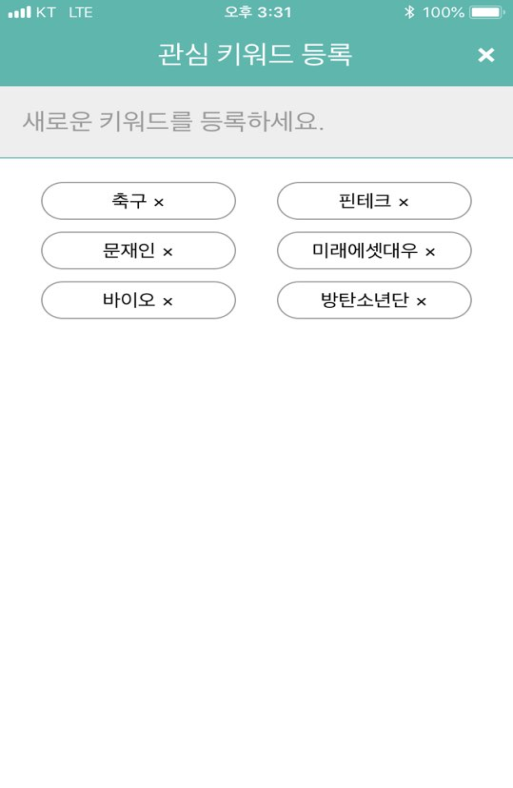 KT LTE 오후 3:31 100%
관심 키워드 등록 ×
새로운 키워드를 등록하세요.
축구 × 핀테크 ×
문재인 × 미래에셋대우 ×
바이오 × 방탄소년단 ×